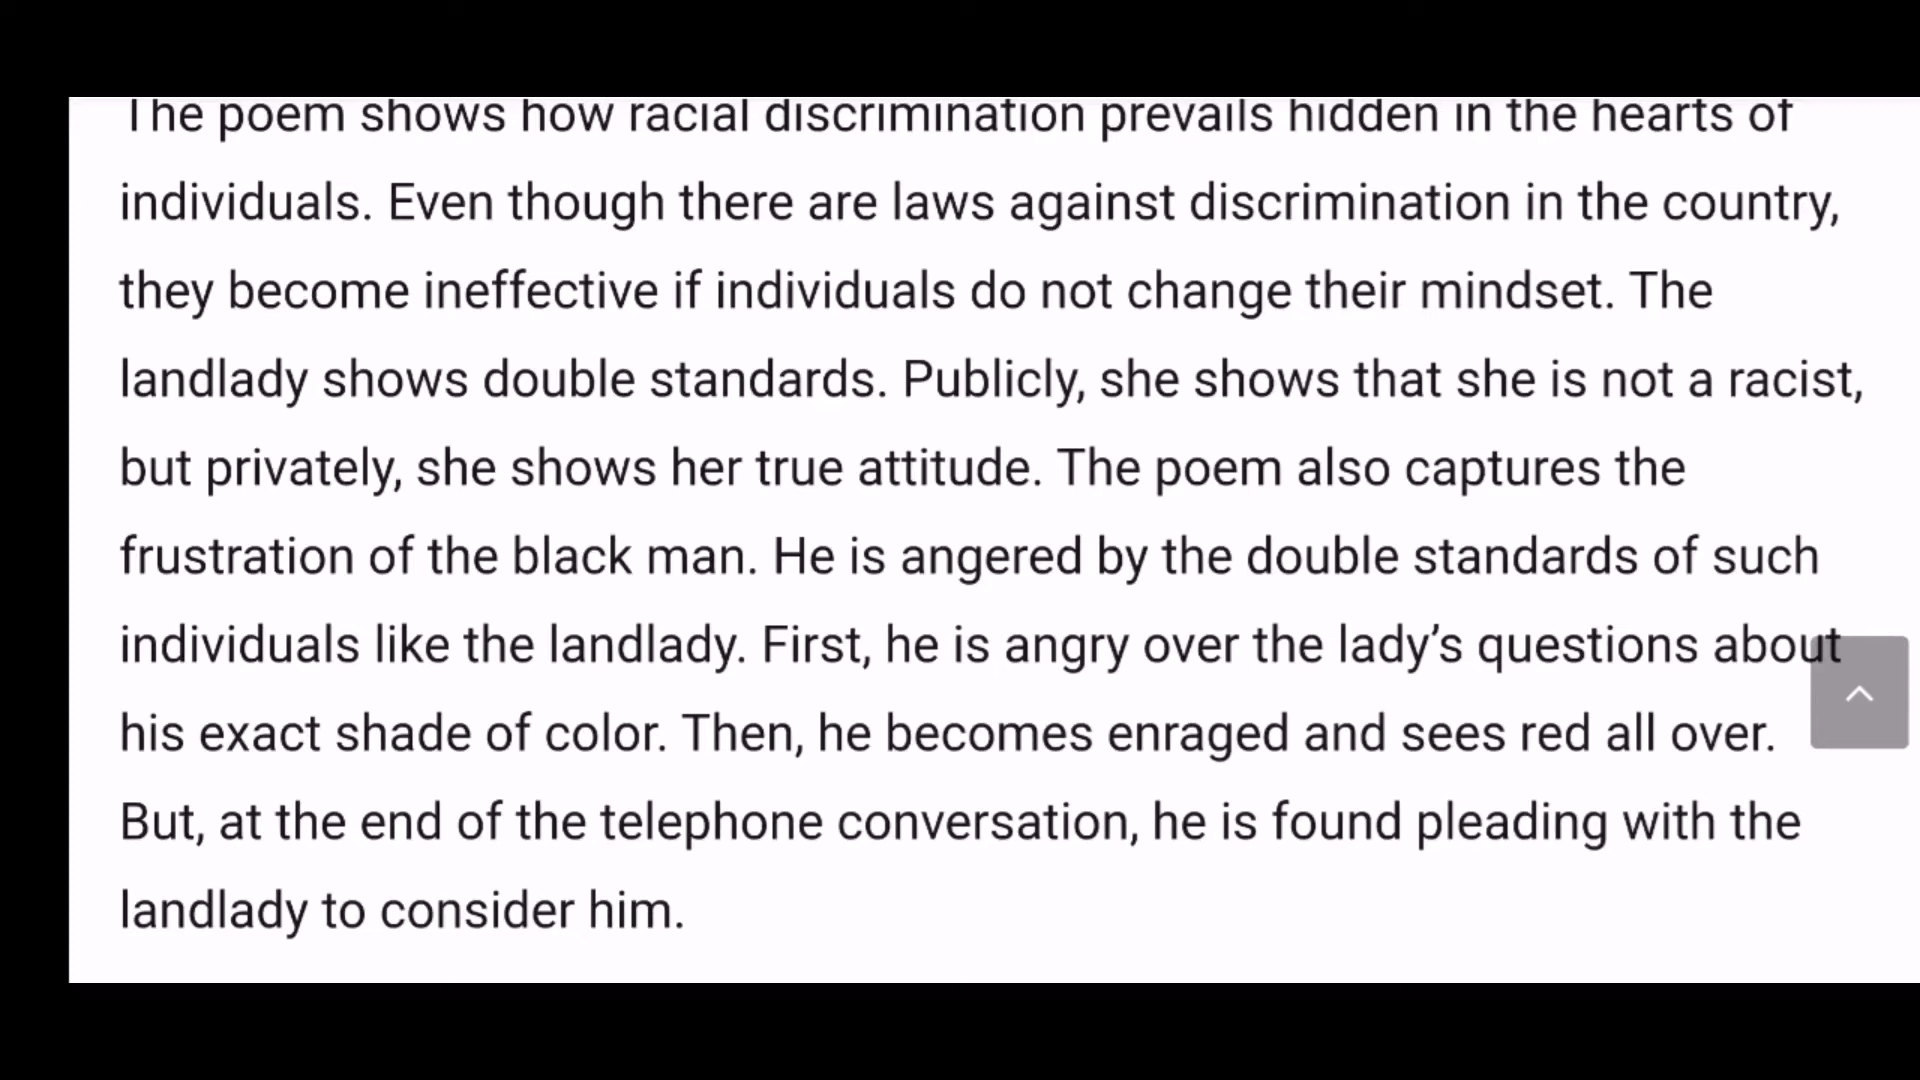 The poem shows how racial discrimination prevails hidden in the hearts of
individuals. Even though there are laws against discrimination in the country,
they become ineffective if individuals do not change their mindset. The
landlady shows double standards. Publicly, she shows that she is not a racist,
but privately, she shows her true attitude. The poem also captures the
frustration of the black man. He is angered by the double standards of such
individuals like the landlady. First, he is angry over the lady’s questions about
his exact shade of color. Then, he becomes enraged and sees red all over.
But, at the end of the telephone conversation, he is found pleading with the
landlady to consider him.